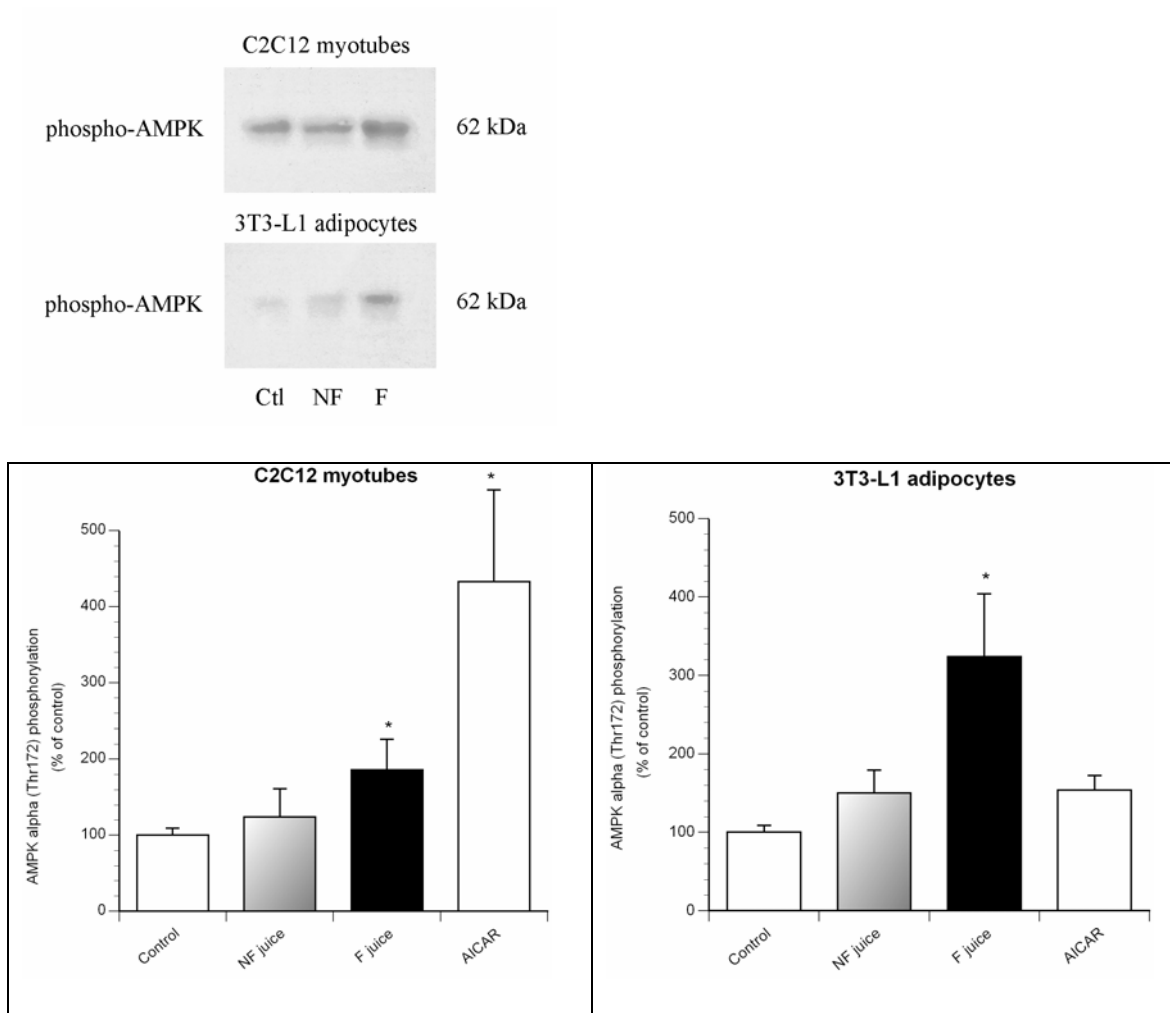 C2C12 myotubes
phospho-AMPK 62 kDa
3T3-L1 adipocytes
phospho-AMPK 62 kDa
Ctl NF F
C2C12 myotubes
*
*
500
400
300
200
100
0
AMPK alpha (Thr172) phosphorylation
(% of control)
Control NF juice F juice AICAR
3T3-L1 adipocytes
*
500
400
300
200
100
0
AMPK alpha (Thr172) phosphorylation
(% of control)
Control NF juice F juice AICAR